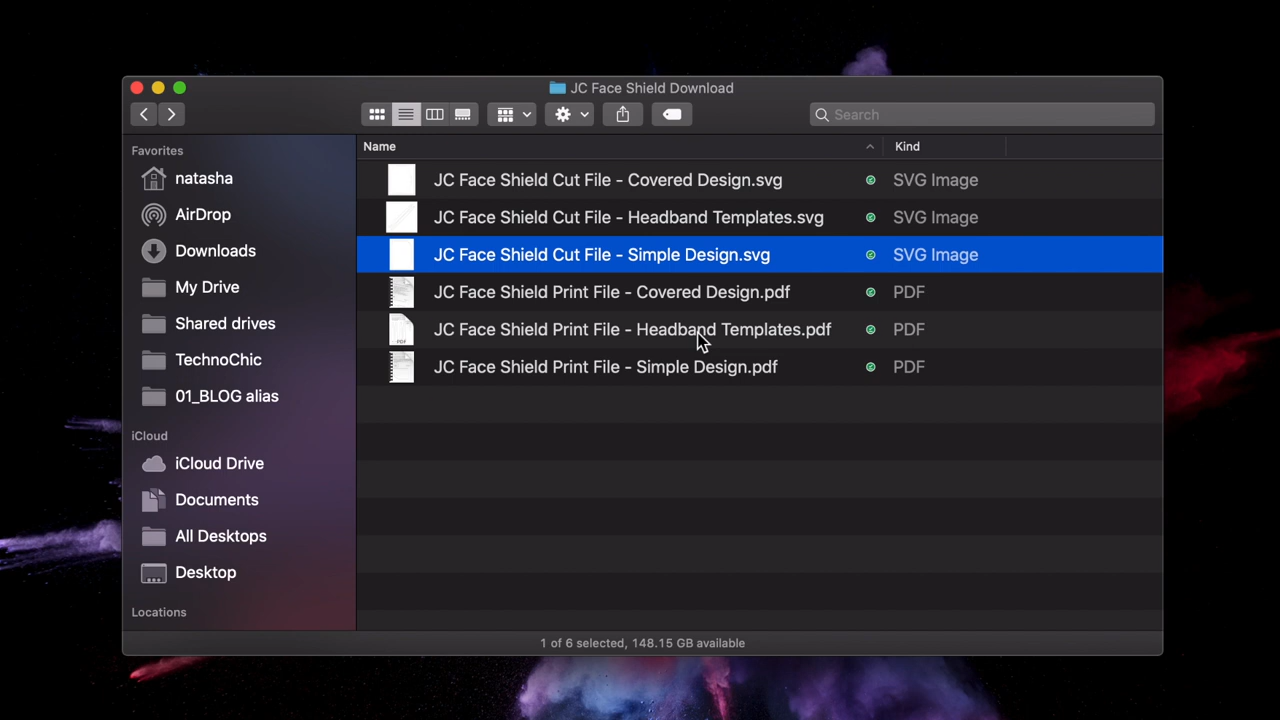 JC Face Shield Download
Search
Favorites
natasha
AirDrop
Downloads
My Drive
Shared drives
TechnoChic
01_BLOG alias
iCloud
iCloud Drive
Documents
All Desktops
Desktop
Locations
Name Kind
JC Face Shield Cut File - Covered Design.svg SVG Image
JC Face Shield Cut File - Headband Templates.svg SVG Image
JC Face Shield Cut File - Simple Design.svg SVG Image
JC Face Shield Print File - Covered Design.pdf PDF
PDF JC Face Shield Print File - Headband Templates.pdf PDF
JC Face Shield Print File - Simple Design.pdf PDF
1 of 6 selected, 148.15 GB available